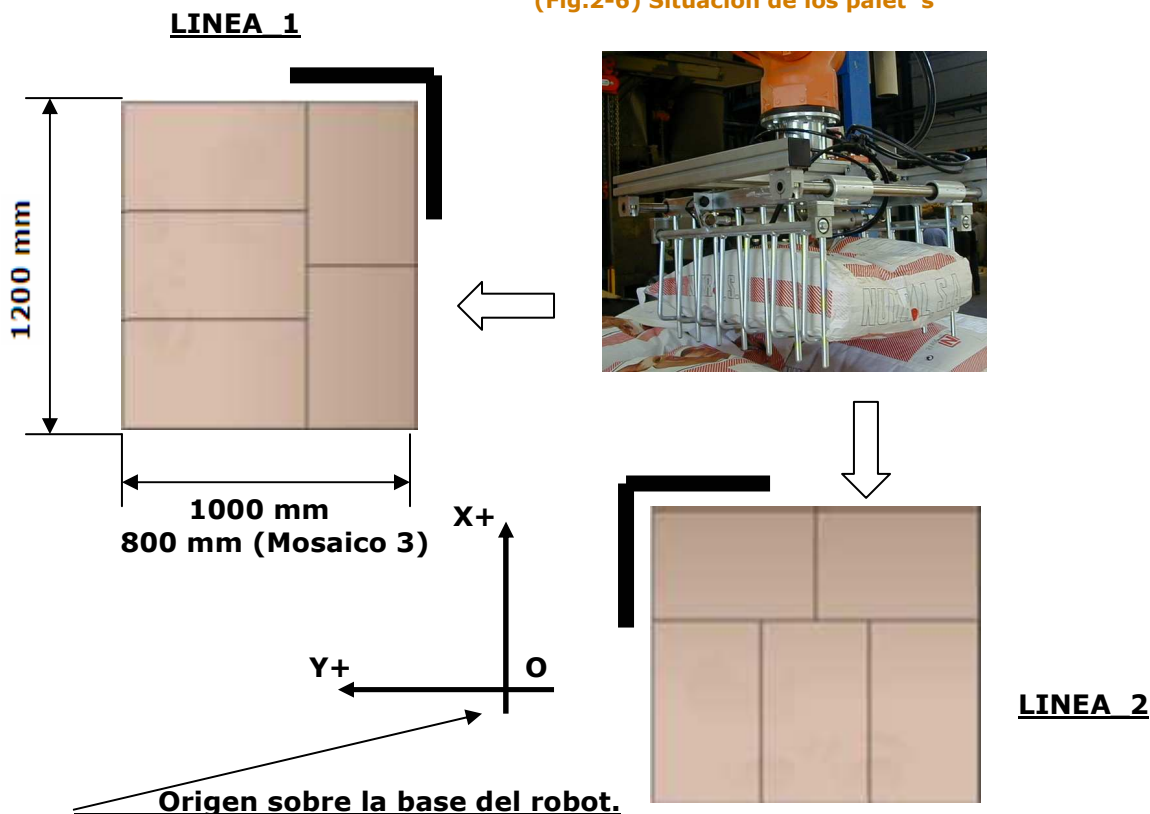 (Fig.2-6) Situación de los palet´s
LINEA_1
1200 mm
1000 mm
800 mm (Mosaico 3)
X+
Y+
O
LINEA_2
Origen sobre la base del robot.